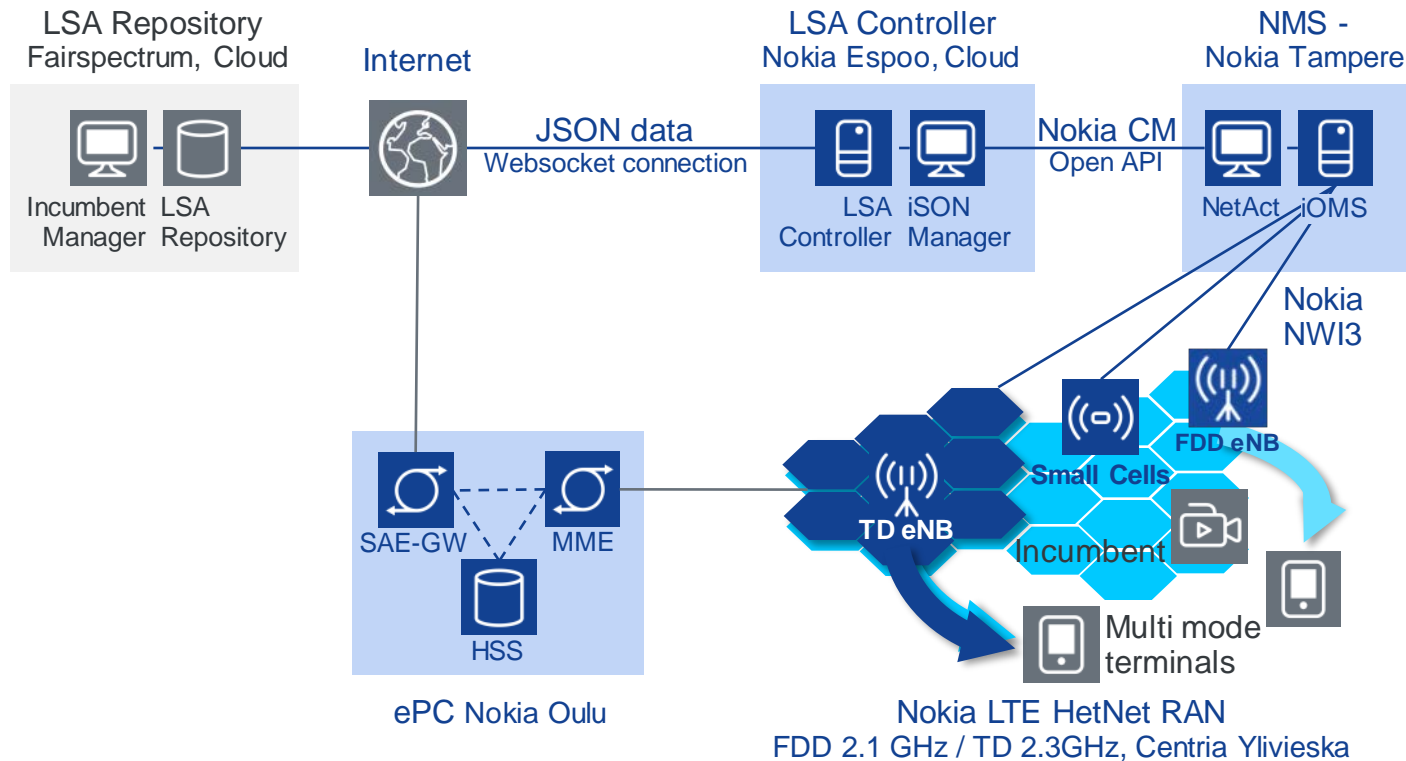 LSA Repository
Fairspectrum, Cloud
Internet
LSA Controller
Nokia Espoo, Cloud
NMS -
Nokia Tampere
JSON data
Websocket connection
Nokia CM
Open API
Incumbent
Manager
LSA
Repository
LSA
Controller
iSON
Manager
NetAct
iOMS
Nokia
NWI3
FDD eNB
Small Cells
TD eNB
Incumbent
SAE-GW
MME
HSS
Multi mode
terminals
ePC Nokia Oulu
Nokia LTE HetNet RAN
FDD 2.1 GHz / TD 2.3GHz, Centria Ylivieska